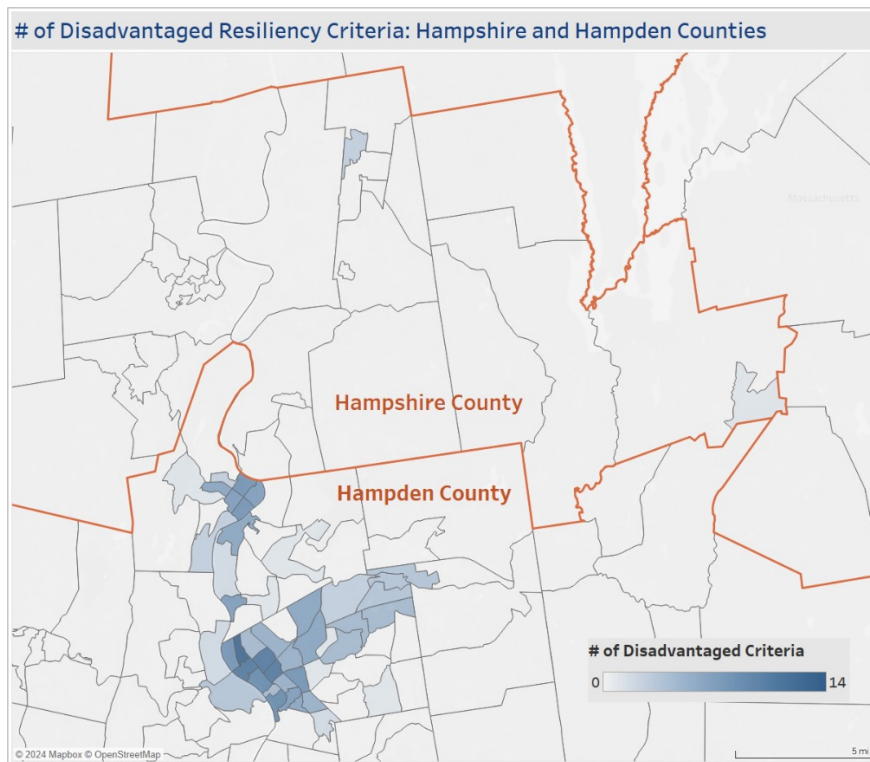 # of Disadvantaged Resiliency Criteria: Hampshire and Hampden Counties
Massachusetts
Hampshire County
Hampden County
# of Disadvantaged Criteria
0 14
© 2024 Mapbox © OpenStreetMap
5 mi